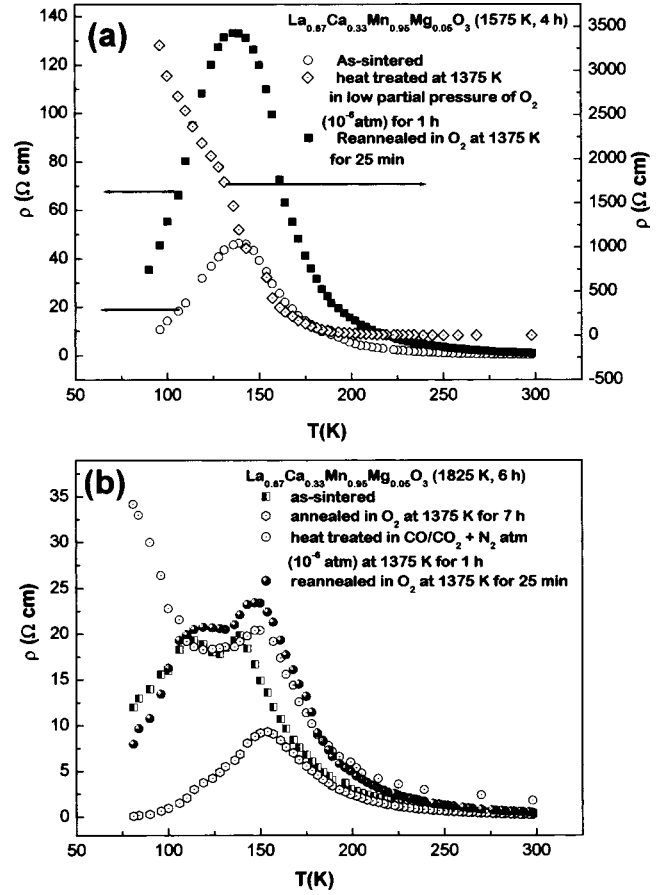 (a)
La0.67Ca0.33Mn0.95Mg0.05O3 (1575 K, 4 h)
As-sintered
heat treated at 1375 K
in low partial pressure of O2
(10-6 atm) for 1 h
Reannealed in O2 at 1375 K
for 25 min
ρ (Ω cm)
140
120
100
80
60
40
20
0
3500
3000
2500
2000
1500
1000
500
0
-500
ρ (Ω cm)
50 100 150 200 250 300
T(K)
(b)
La0.67Ca0.33Mn0.95Mg0.05O3 (1825 K, 6 h)
as-sintered
annealed in O2 at 1375 K for 7 h
heat treated in CO/CO2 + N2 atm
(10-6 atm) at 1375 K for 1 h
reannealed in O2 at 1375 K for 25 min
ρ (Ω cm)
35
30
25
20
15
10
5
0
50 100 150 200 250 300
T(K)